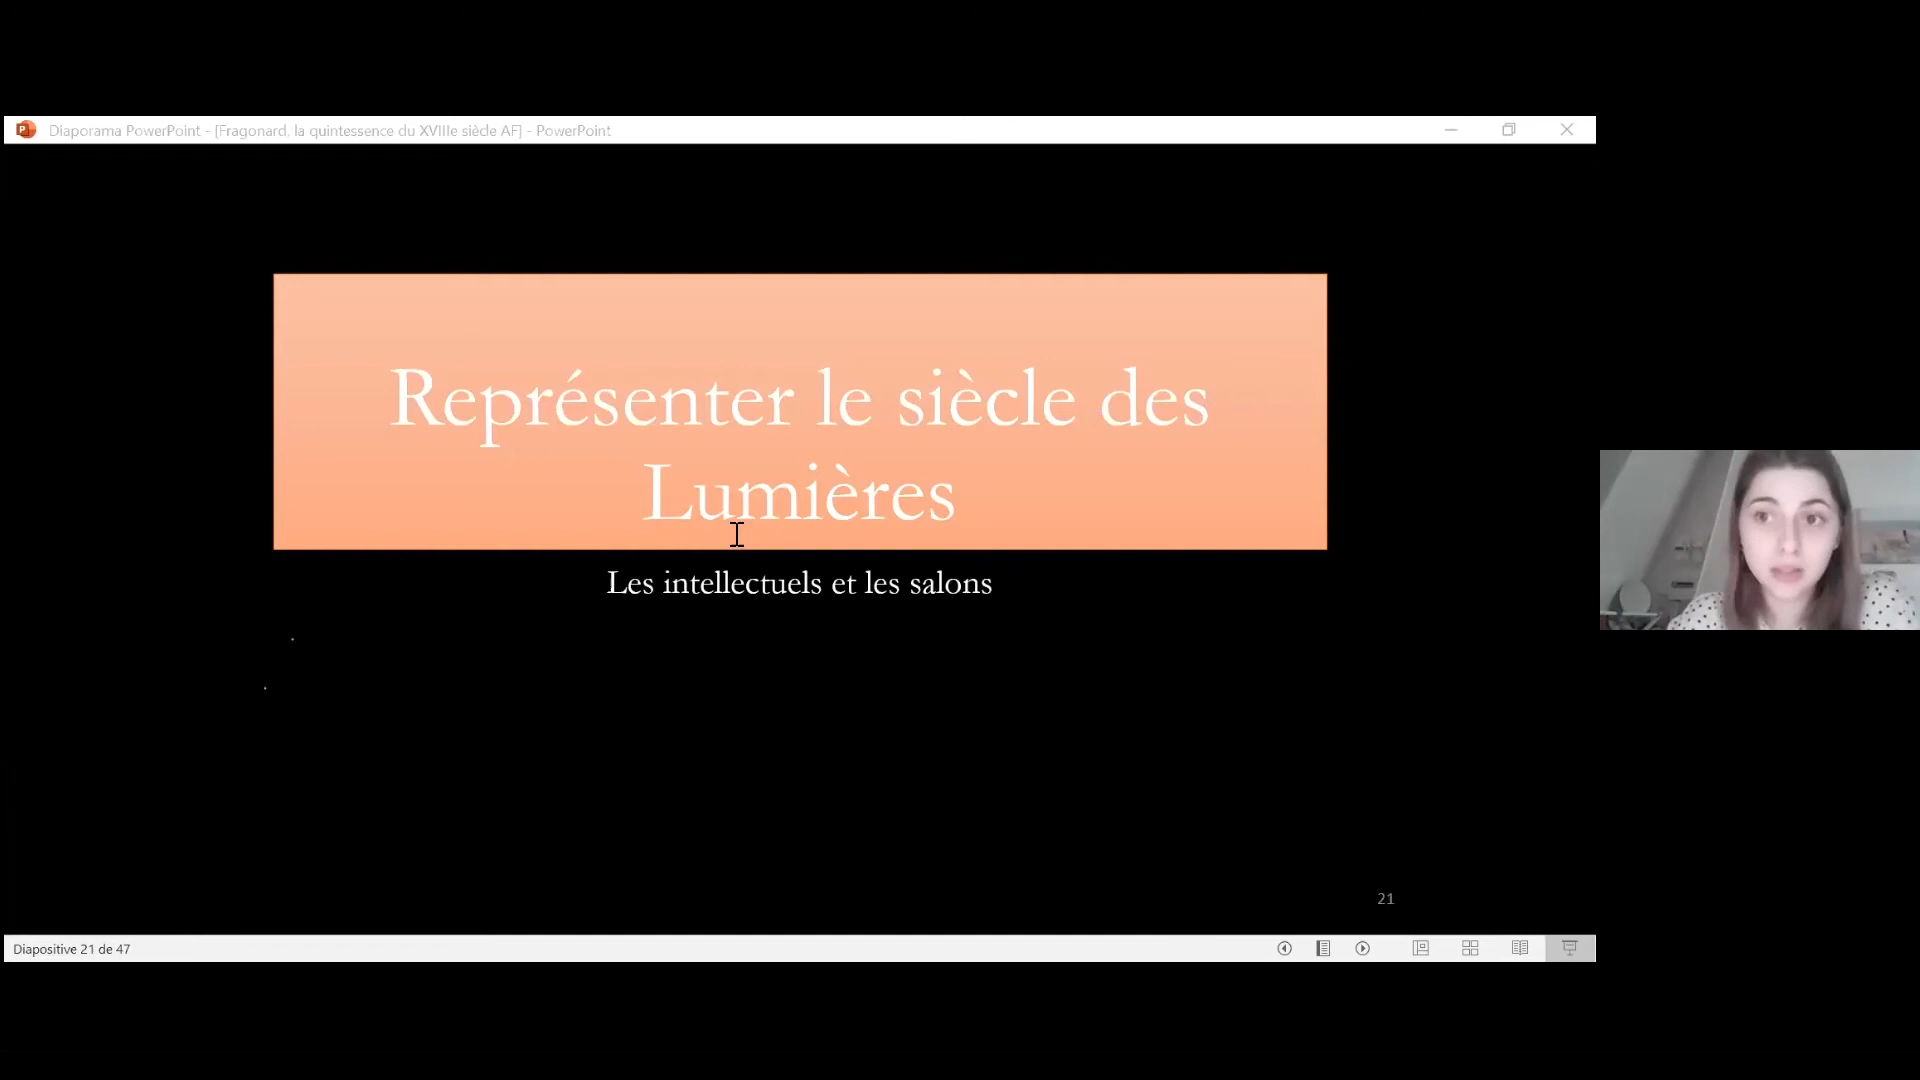 Diaporama PowerPoint - [Fragonard, la quintessence du XVIIIe siècle AF] - PowerPoint
Représenter le siècle des
Lumières
Les intellectuels et les salons
21
Diapositive 21 de 47